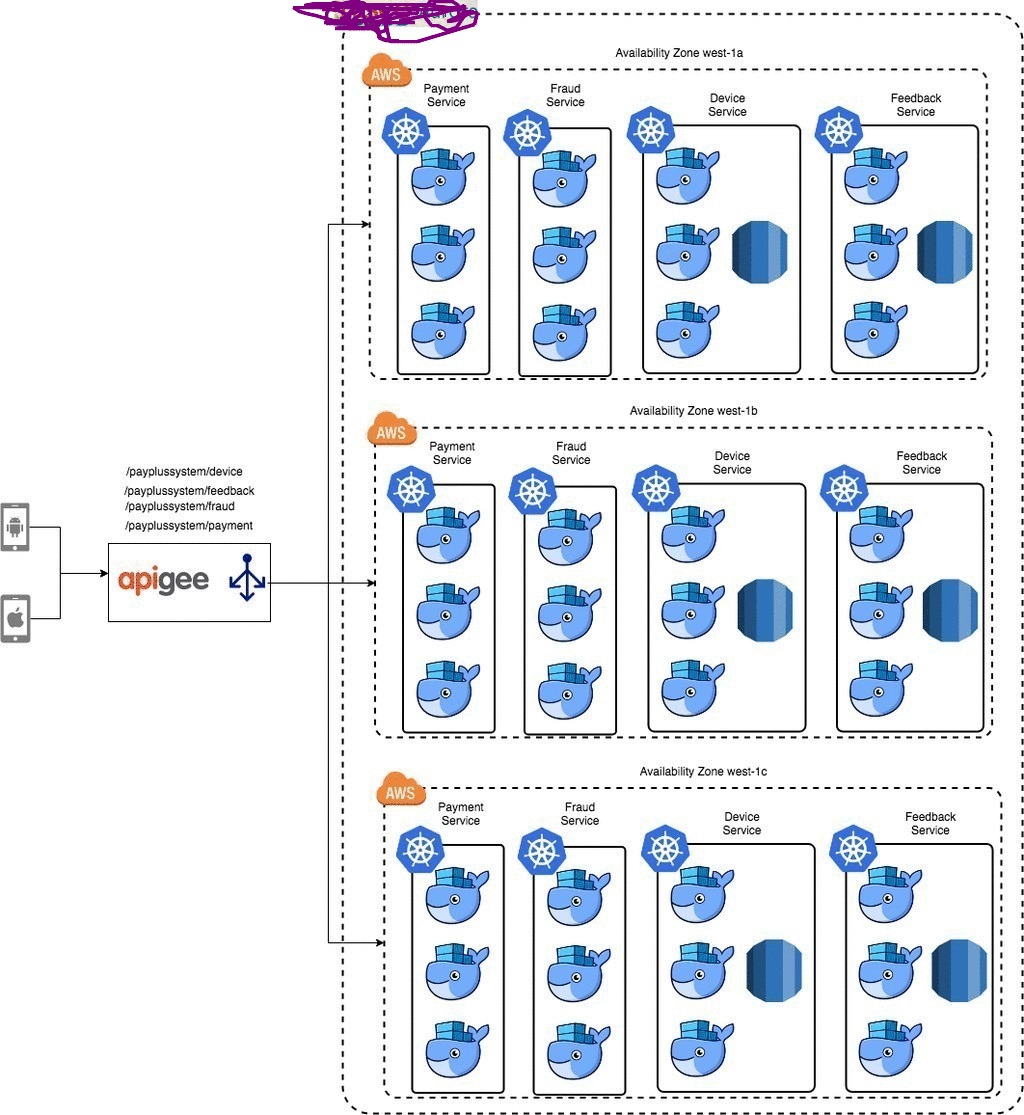 Availability Zone west-1a
AWS
Payment
Service
Fraud
Service
Device
Service
Feedback
Service
Availability Zone west-1b
AWS
Payment
Service
Fraud
Service
Device
Service
Feedback
Service
/payplussystem/device
/payplussystem/feedback
/payplussystem/fraud
/payplussystem/payment
apigee
Availability Zone west-1c
AWS
Payment
Service
Fraud
Service
Device
Service
Feedback
Service